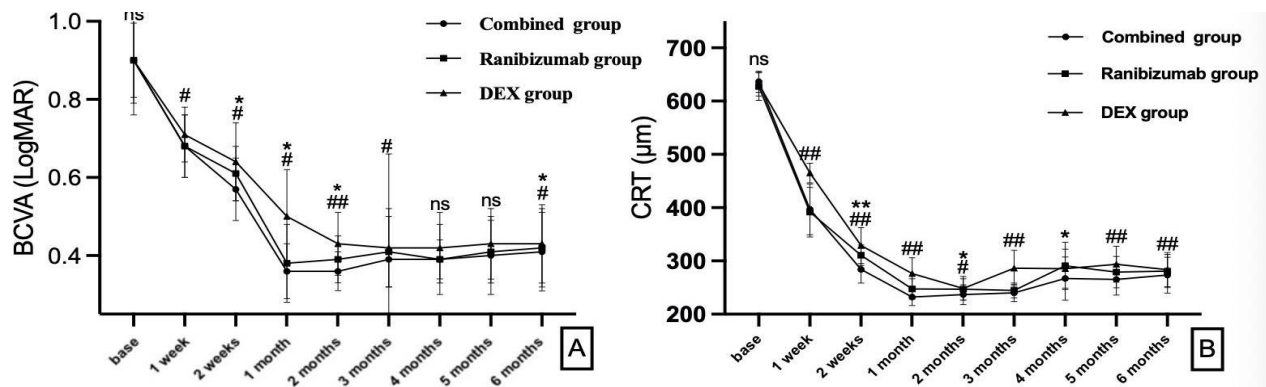 ns
1.0
0.8
0.6
0.4
BCVA (LogMAR)
Combined group
Ranibizumab group
DEX group
#
*
#
*
#
*
##
#
ns
ns
*
#
base
1 week
2 weeks
1 month
2 months
3 months
4 months
5 months
6 months
A
700
600
500
400
300
200
CRT (μm)
Combined group
Ranibizumab group
DEX group
ns
##
**
##
##
*
#
##
*
##
##
base
1 week
2 weeks
1 month
2 months
3 months
4 months
5 months
6 months
B